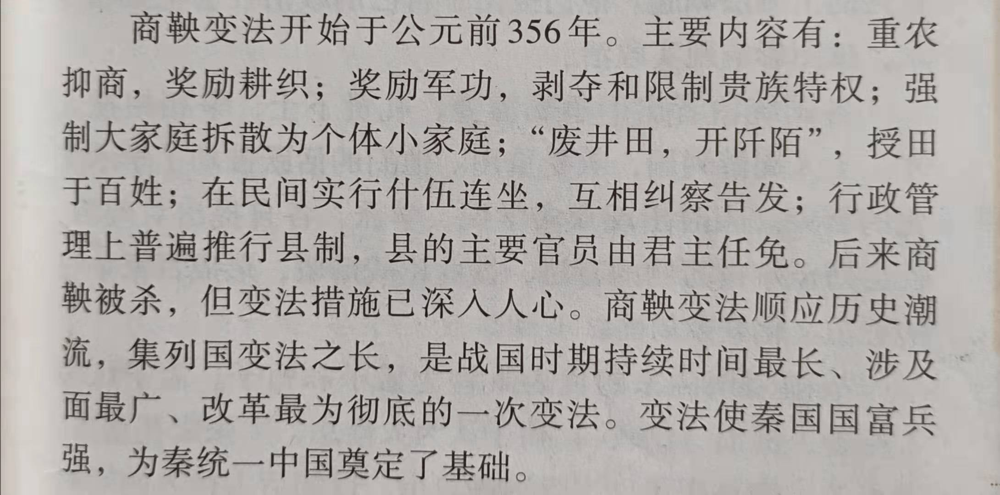 商鞅变法开始于公元前356年。主要内容有：重农
抑商，奖励耕织；奖励军功，剥夺和限制贵族特权；强
制大家庭拆散为个体小家庭；“废井田，开阡陌”，授田
于百姓；在民间实行什伍连坐，互相纠察告发；行政管
理上普遍推行县制，县的主要官员由君主任免。后来商
鞅被杀，但变法措施已深入人心。商鞅变法顺应历史潮
流，集列国变法之长，是战国时期持续时间最长、涉及
面最广、改革最为彻底的一次变法。变法使秦国国富兵
强，为秦统一中国奠定了基础。